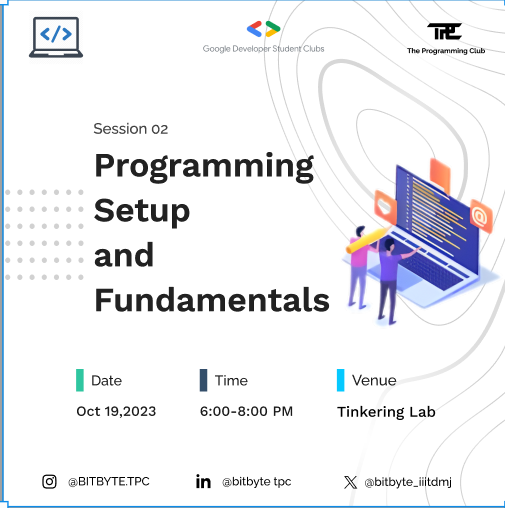 </>
Google Developer Student Clubs
TPC
The Programming Club
Session 02
Programming
Setup
and
Fundamentals
@
Date
Time
Venue
Oct 19,2023
6:00-8:00 PM
Tinkering Lab
@BITBYTE.TPC
in
@bitbyte tpc
X
@bitbyte_iiitdmj